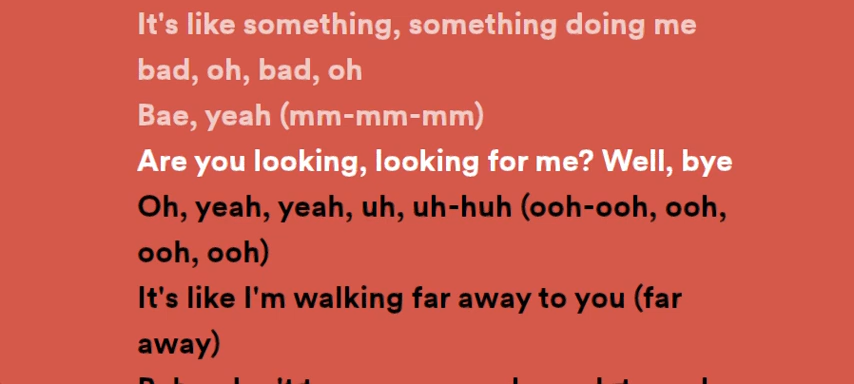 It's like something, something doing me
bad, oh, bad, oh
Bae, yeah (mm-mm-mm)
Are you looking, looking for me? Well, bye
Oh, yeah, yeah, uh, uh-huh (ooh-ooh, ooh,
ooh, ooh)
It's like I'm walking far away to you (far
away)